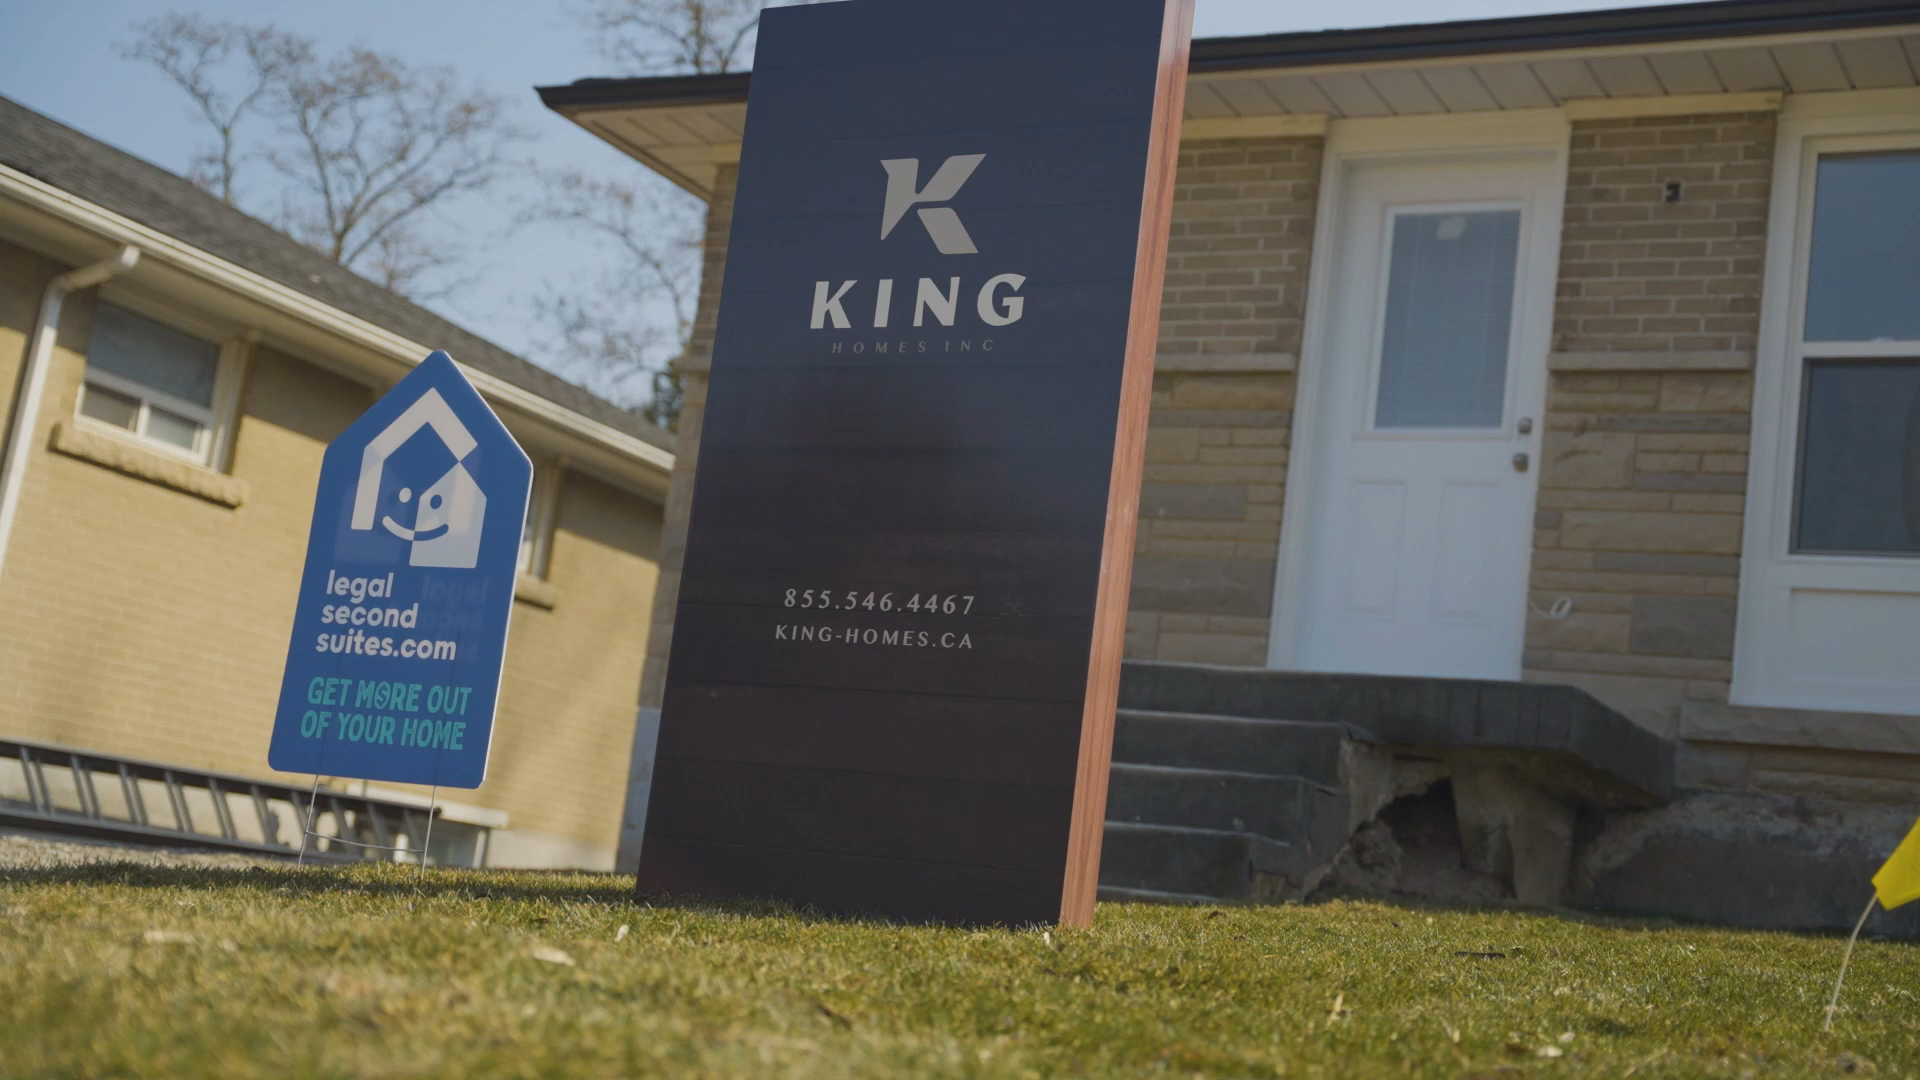 K
KING
HOMES INC
855.546.4467
KING-HOMES.CA
legal
second
suites.com
GET MORE OUT
OF YOUR HOME